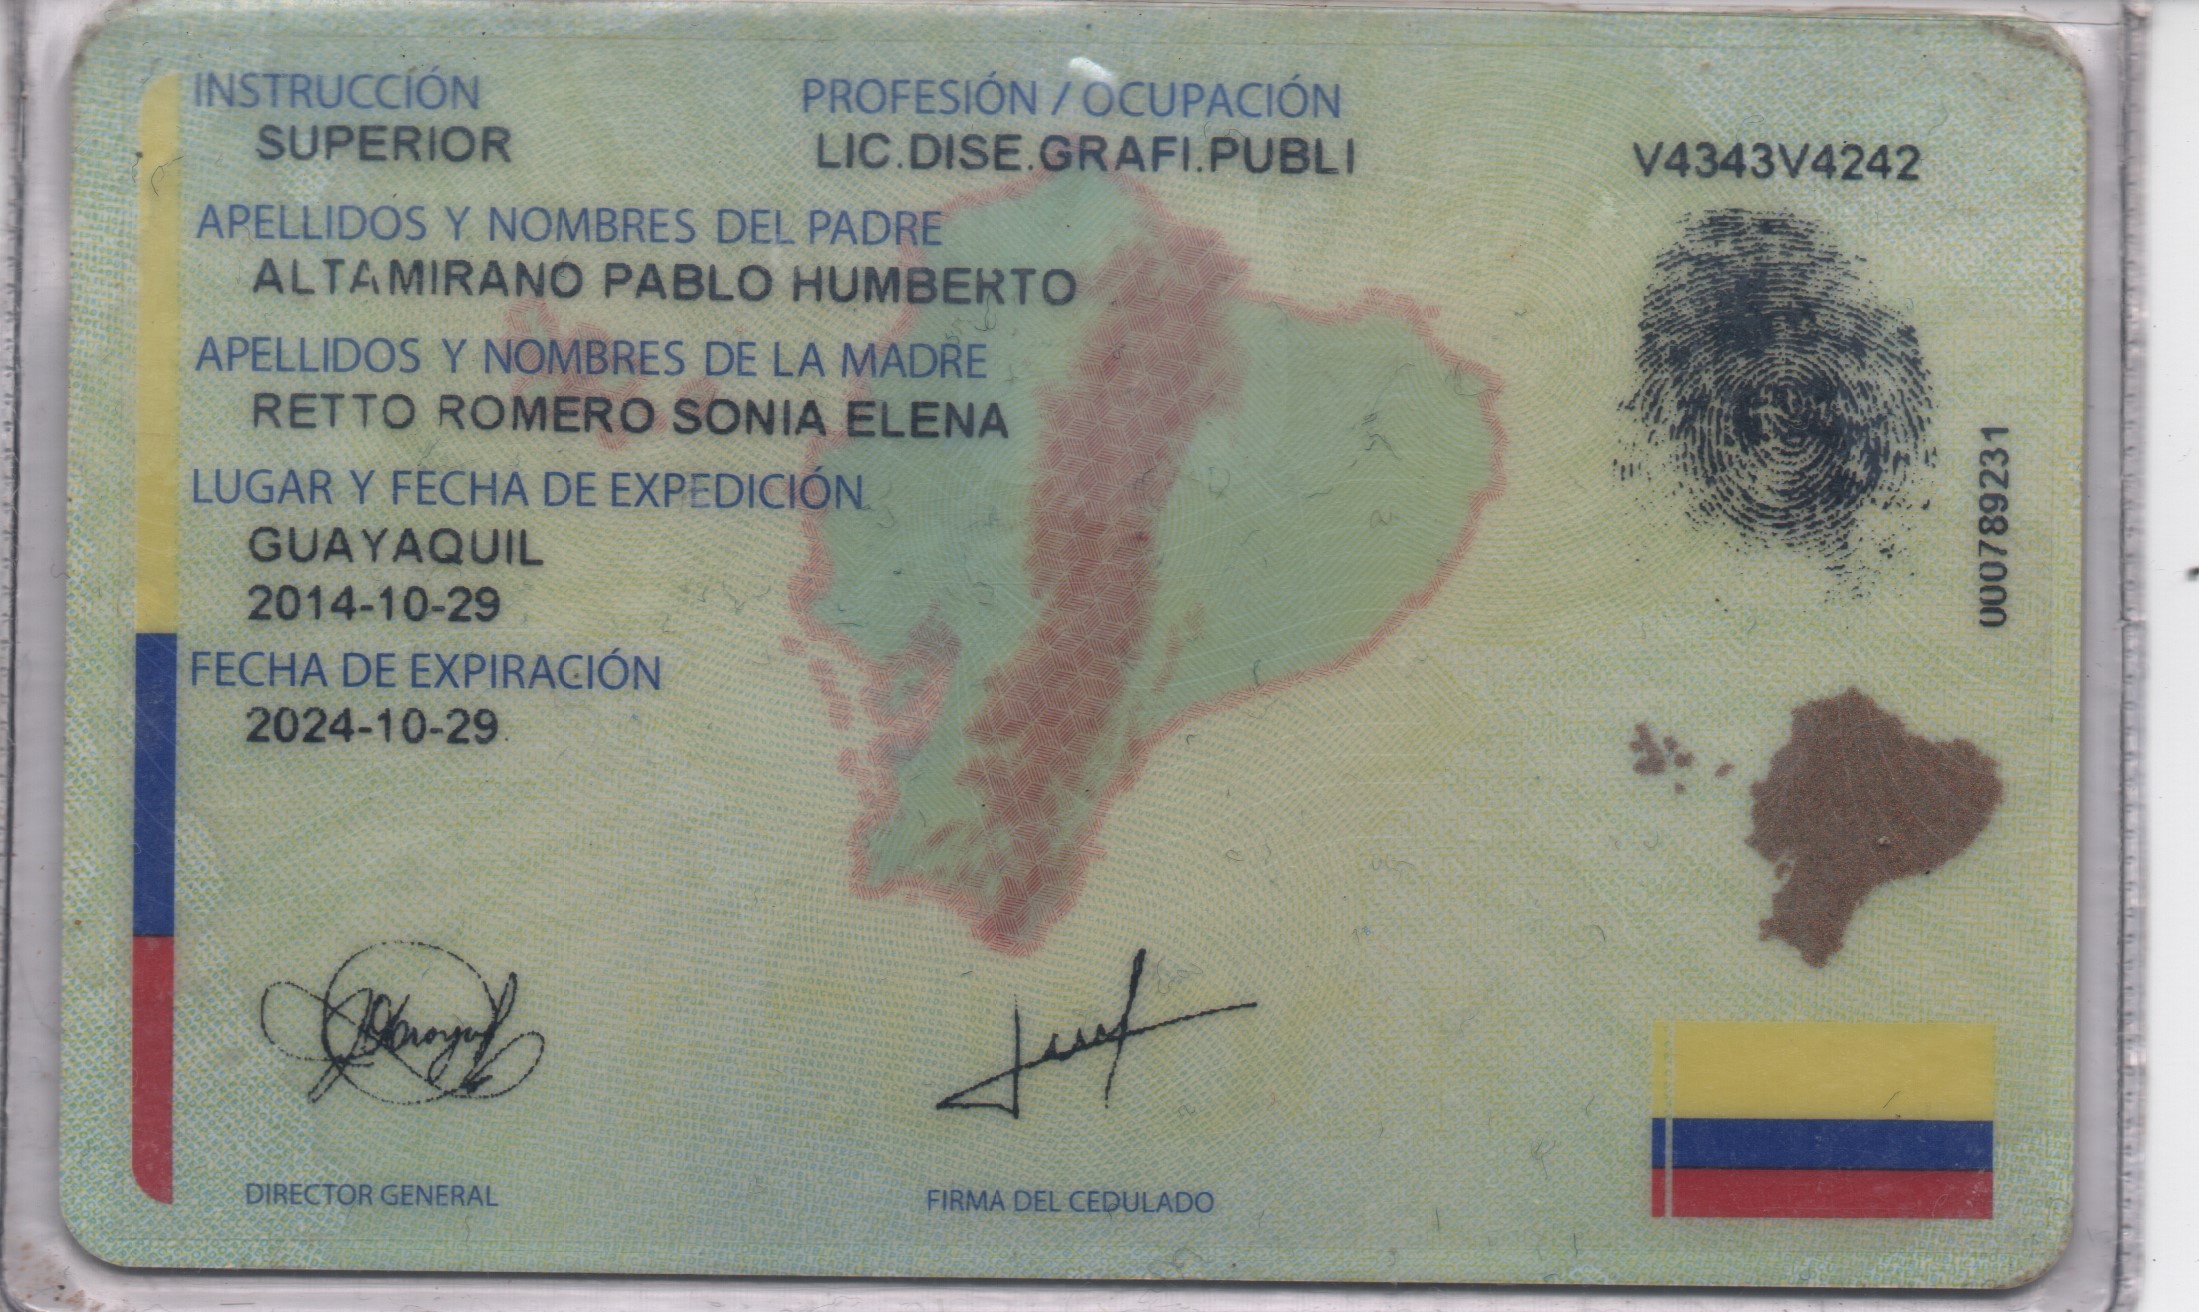 INSTRUCCIÓN
SUPERIOR
PROFESIÓN / OCUPACIÓN
LIC.DISE.GRAFI.PUBLI
V4343V4242
APELLIDOS Y NOMBRES DEL PADRE
ALTAMIRANO PABLO HUMBERTO
APELLIDOS Y NOMBRES DE LA MADRE
RETTO ROMERO SONIA ELENA
LUGAR Y FECHA DE EXPEDICIÓN
GUAYAQUIL
2014-10-29
FECHA DE EXPIRACIÓN
2024-10-29
000789231
DIRECTOR GENERAL
FIRMA DEL CEDULADO